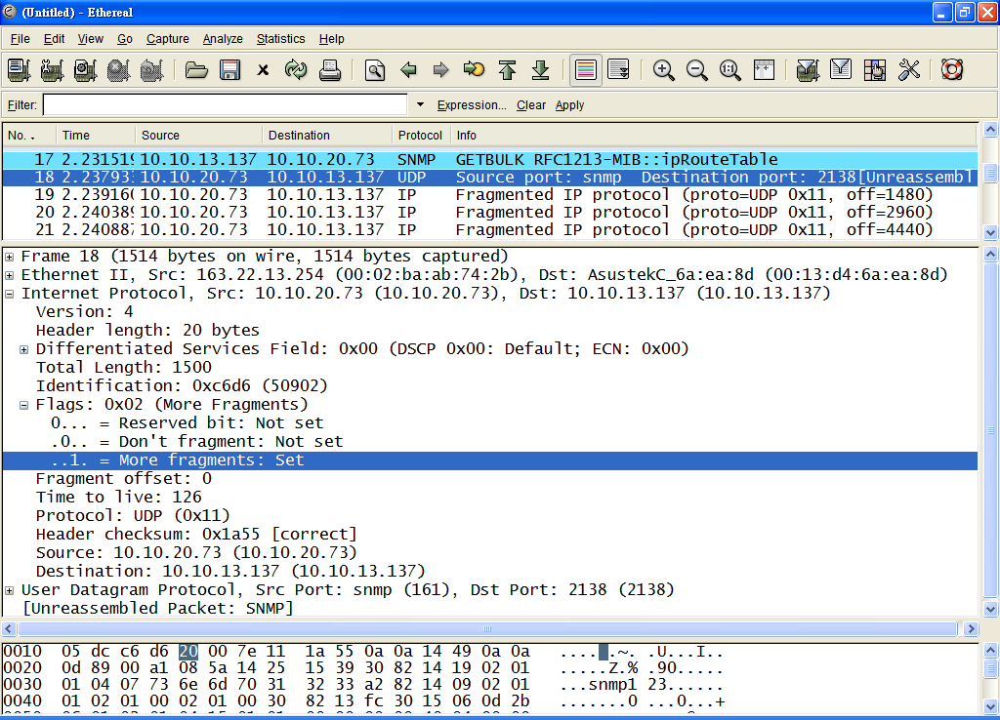 (Untitled) - Ethereal
File Edit View Go Capture Analyze Statistics Help
Filter: Expression... Clear Apply
No. . Time Source Destination Protocol Info
17 2.231519 10.10.13.137 10.10.20.73 SNMP GETBULK RFC1213-MIB::ipRouteTable
18 2.23793 10.10.20.73 10.10.13.137 UDP Source port: snmp Destination port: 2138[Unreassembl
19 2.23916 10.10.20.73 10.10.13.137 IP Fragmented IP protocol (proto=UDP 0x11, off=1480)
20 2.24038 10.10.20.73 10.10.13.137 IP Fragmented IP protocol (proto=UDP 0x11, off=2960)
21 2.24088 10.10.20.73 10.10.13.137 IP Fragmented IP protocol (proto=UDP 0x11, off=4440)
Frame 18 (1514 bytes on wire, 1514 bytes captured)
Ethernet II, Src: 163.22.13.254 (00:02:ba:ab:74:2b), Dst: AsustekC_6a:ea:8d (00:13:d4:6a:ea:8d)
Internet Protocol, Src: 10.10.20.73 (10.10.20.73), Dst: 10.10.13.137 (10.10.13.137)
Version: 4
Header length: 20 bytes
Differentiated Services Field: 0x00 (DSCP 0x00: Default; ECN: 0x00)
Total Length: 1500
Identification: 0xc6d6 (50902)
Flags: 0x02 (More Fragments)
0... = Reserved bit: Not set
.0.. = Don't fragment: Not set
..1. = More fragments: Set
Fragment offset: 0
Time to live: 126
Protocol: UDP (0x11)
Header checksum: 0x1a55 [correct]
Source: 10.10.20.73 (10.10.20.73)
Destination: 10.10.13.137 (10.10.13.137)
User Datagram Protocol, Src Port: snmp (161), Dst Port: 2138 (2138)
[Unreassembled Packet: SNMP]
0010 05 dc c6 d6 20 00 7e 11 1a 55 0a 0a 14 49 0a 0a .... .~. .U...I..
0020 0d 89 00 a1 08 5a 14 25 15 39 30 82 14 19 02 01 .....Z.% .90.....
0030 01 04 07 73 6e 6d 70 31 32 33 a2 82 14 09 02 01 ...snmp1 23......
0040 01 02 01 00 02 01 00 30 82 13 fc 30 15 06 0d 2b .......0 ...0...+